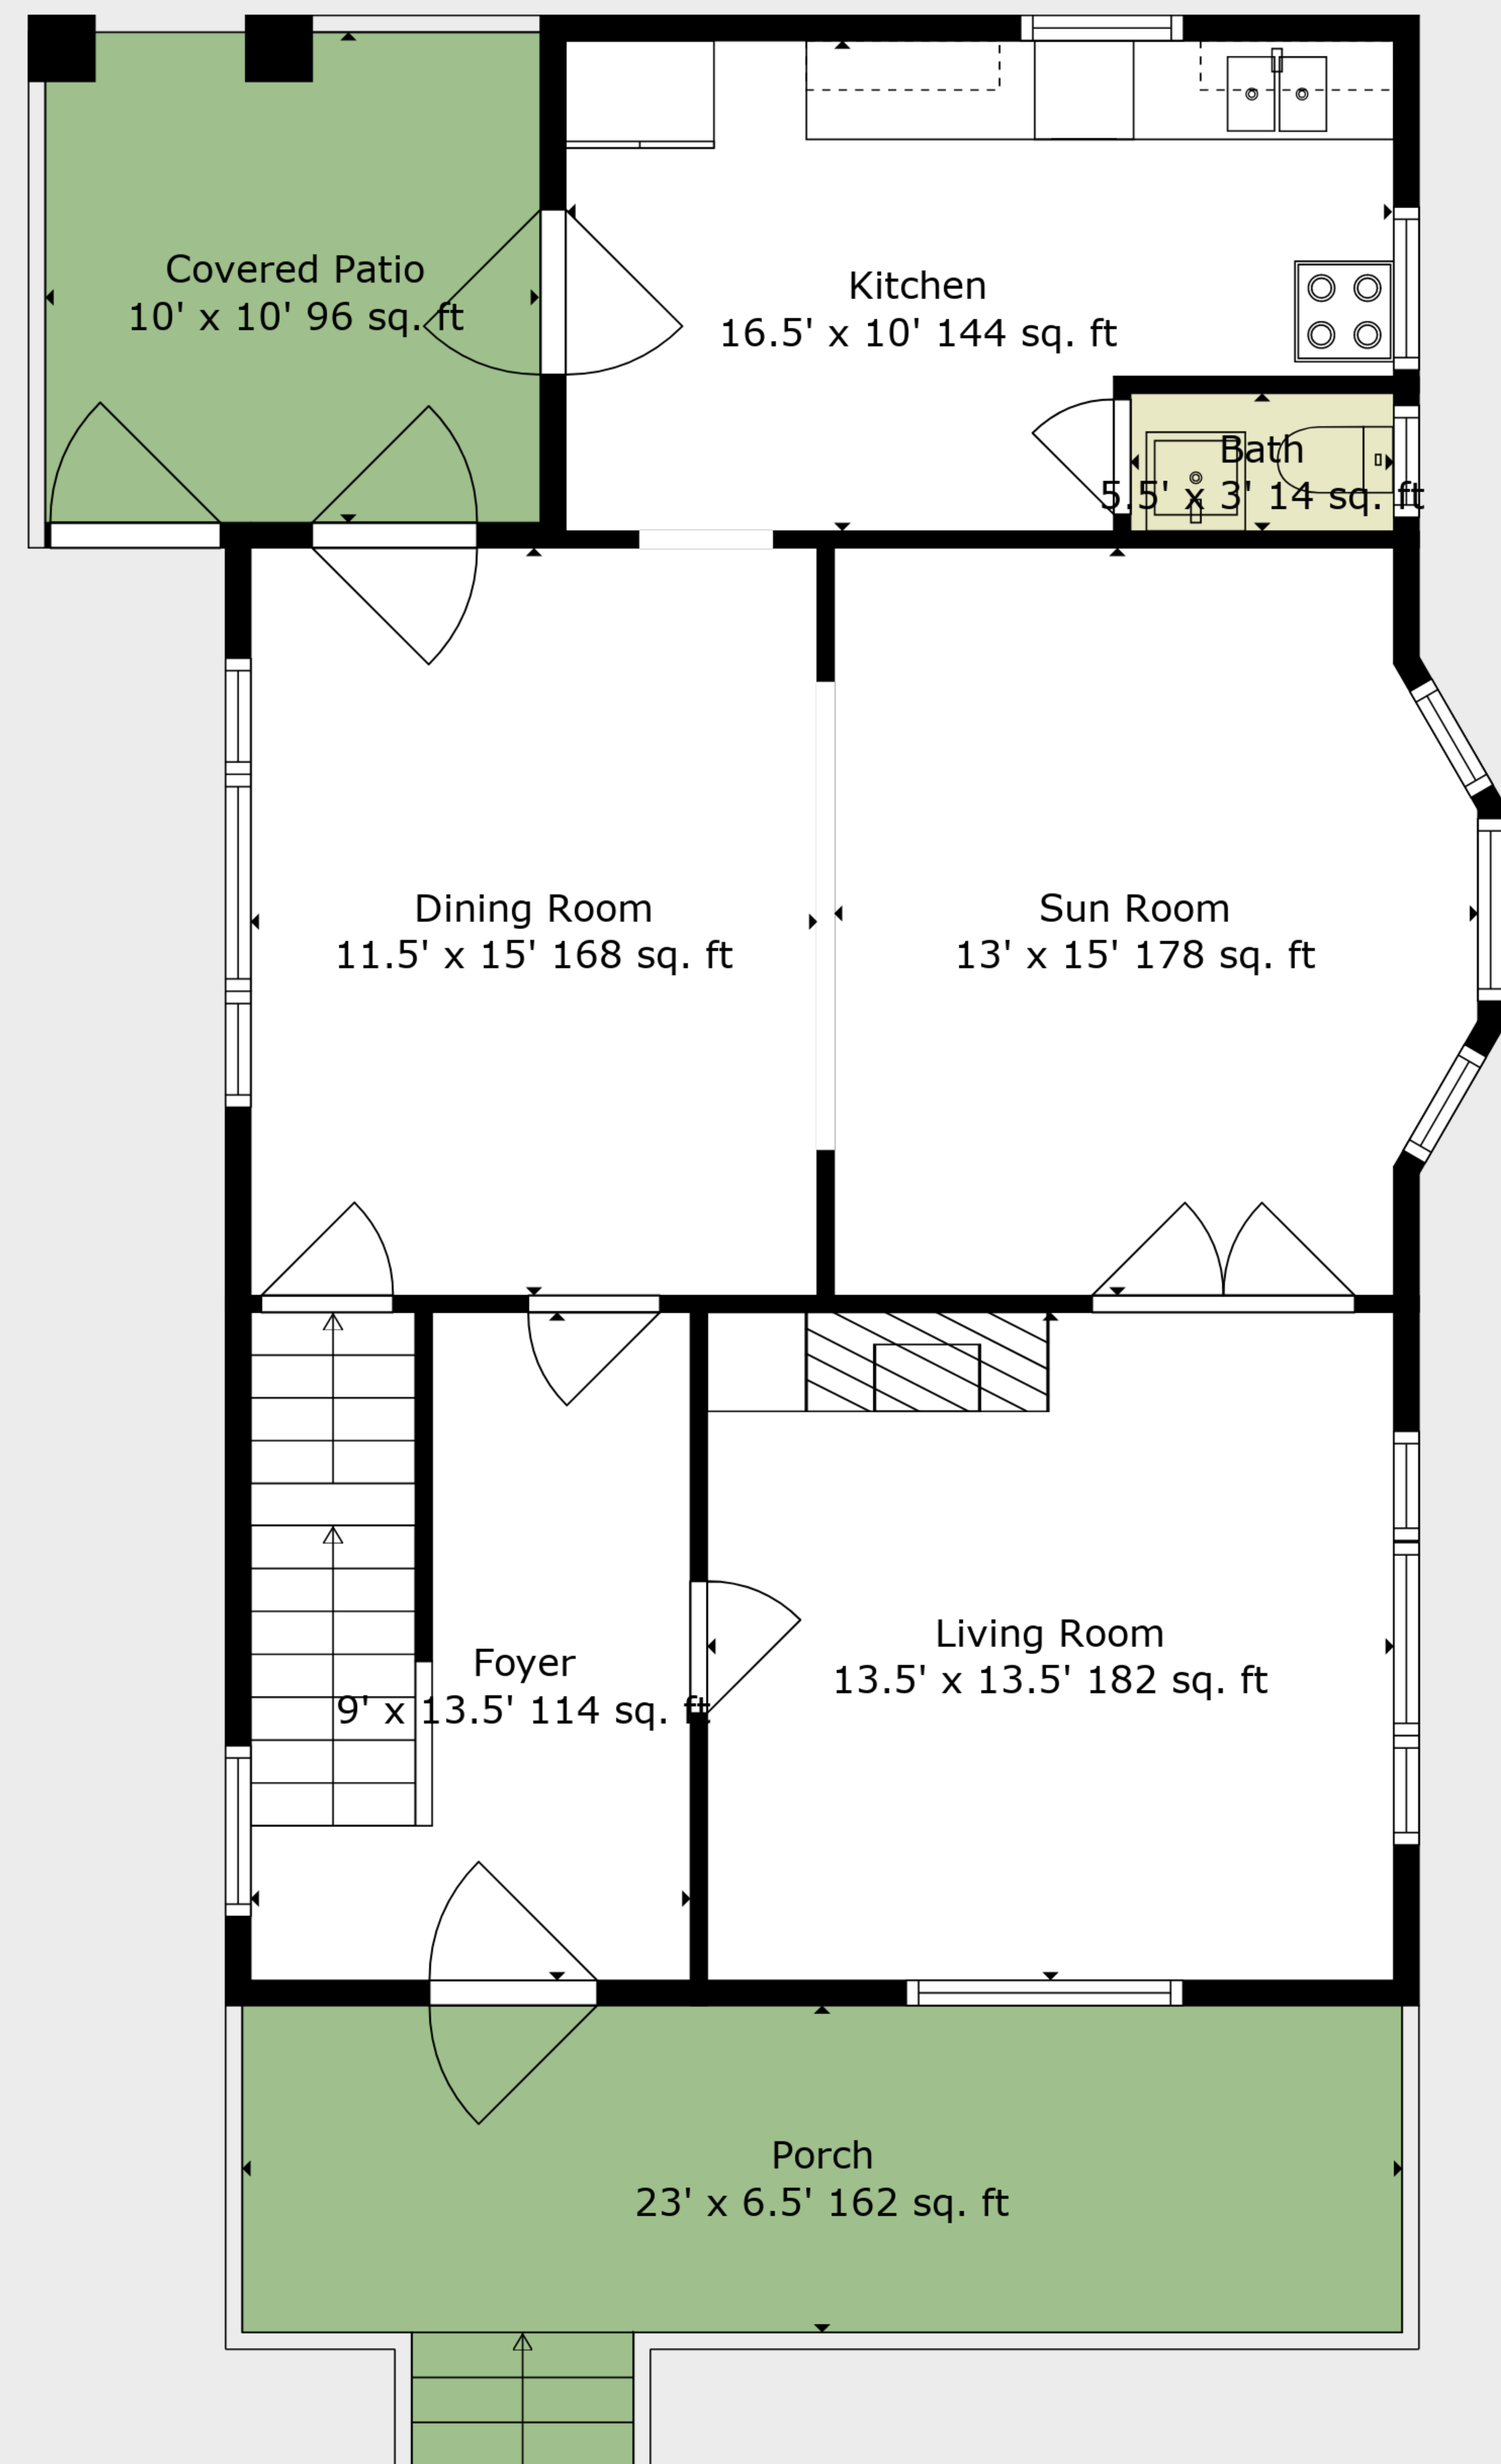 Covered Patio
10' x 10' 96 sq. ft
Kitchen
16.5' x 10' 144 sq. ft
Bath
5.5' x 3' 14 sq. ft
Dining Room
11.5' x 15' 168 sq. ft
Sun Room
13' x 15' 178 sq. ft
Foyer
9' x 13.5' 114 sq. ft
Living Room
13.5' x 13.5' 182 sq. ft
Porch
23' x 6.5' 162 sq. ft